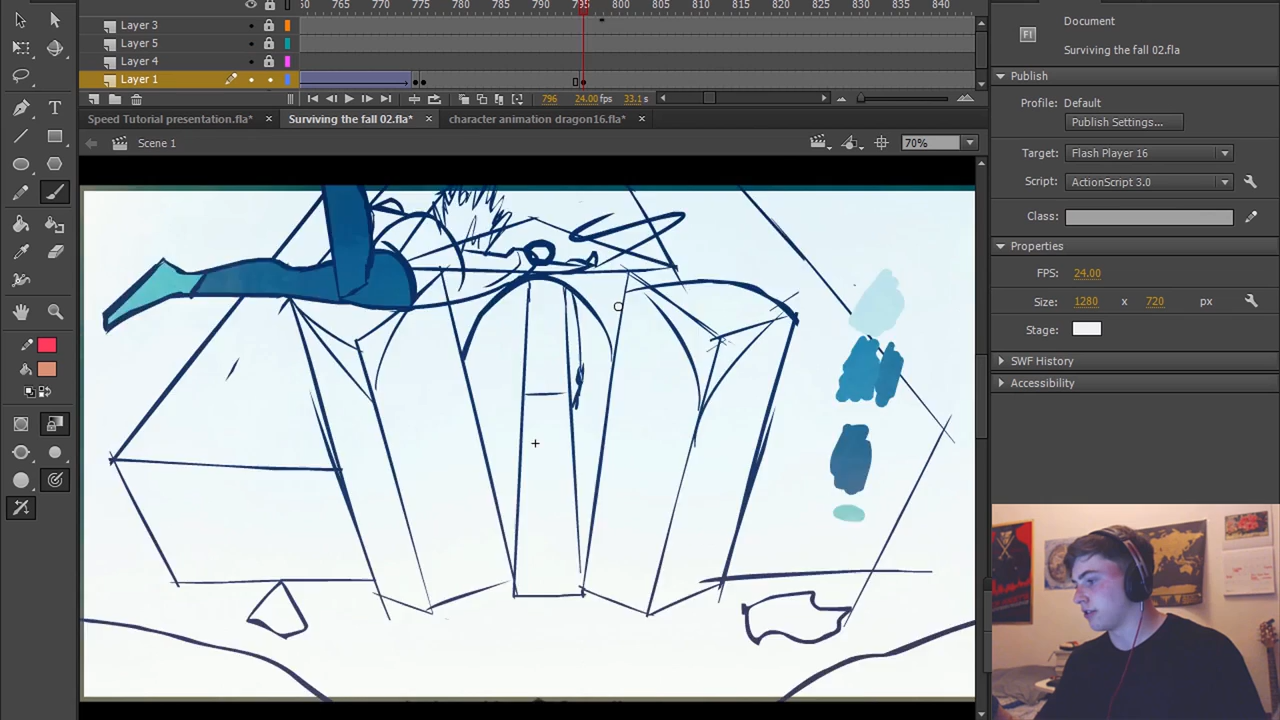 765 770 775 780 785 790 795 800 805 810 815 820 825 830 835 840
Layer 3
Layer 5
Layer 4
Layer 1
796 24.00 fps 33.1 s
Speed Tutorial presentation.fla* × Surviving the fall 02.fla* × character animation dragon16.fla* ×
Scene 1
70%
T
Fl
Document
Surviving the fall 02.fla
Publish
Profile: Default
Publish Settings...
Target: Flash Player 16
Script: ActionScript 3.0
Class:
Properties
FPS: 24.00
Size: 1280 x 720 px
Stage:
SWF History
Accessibility